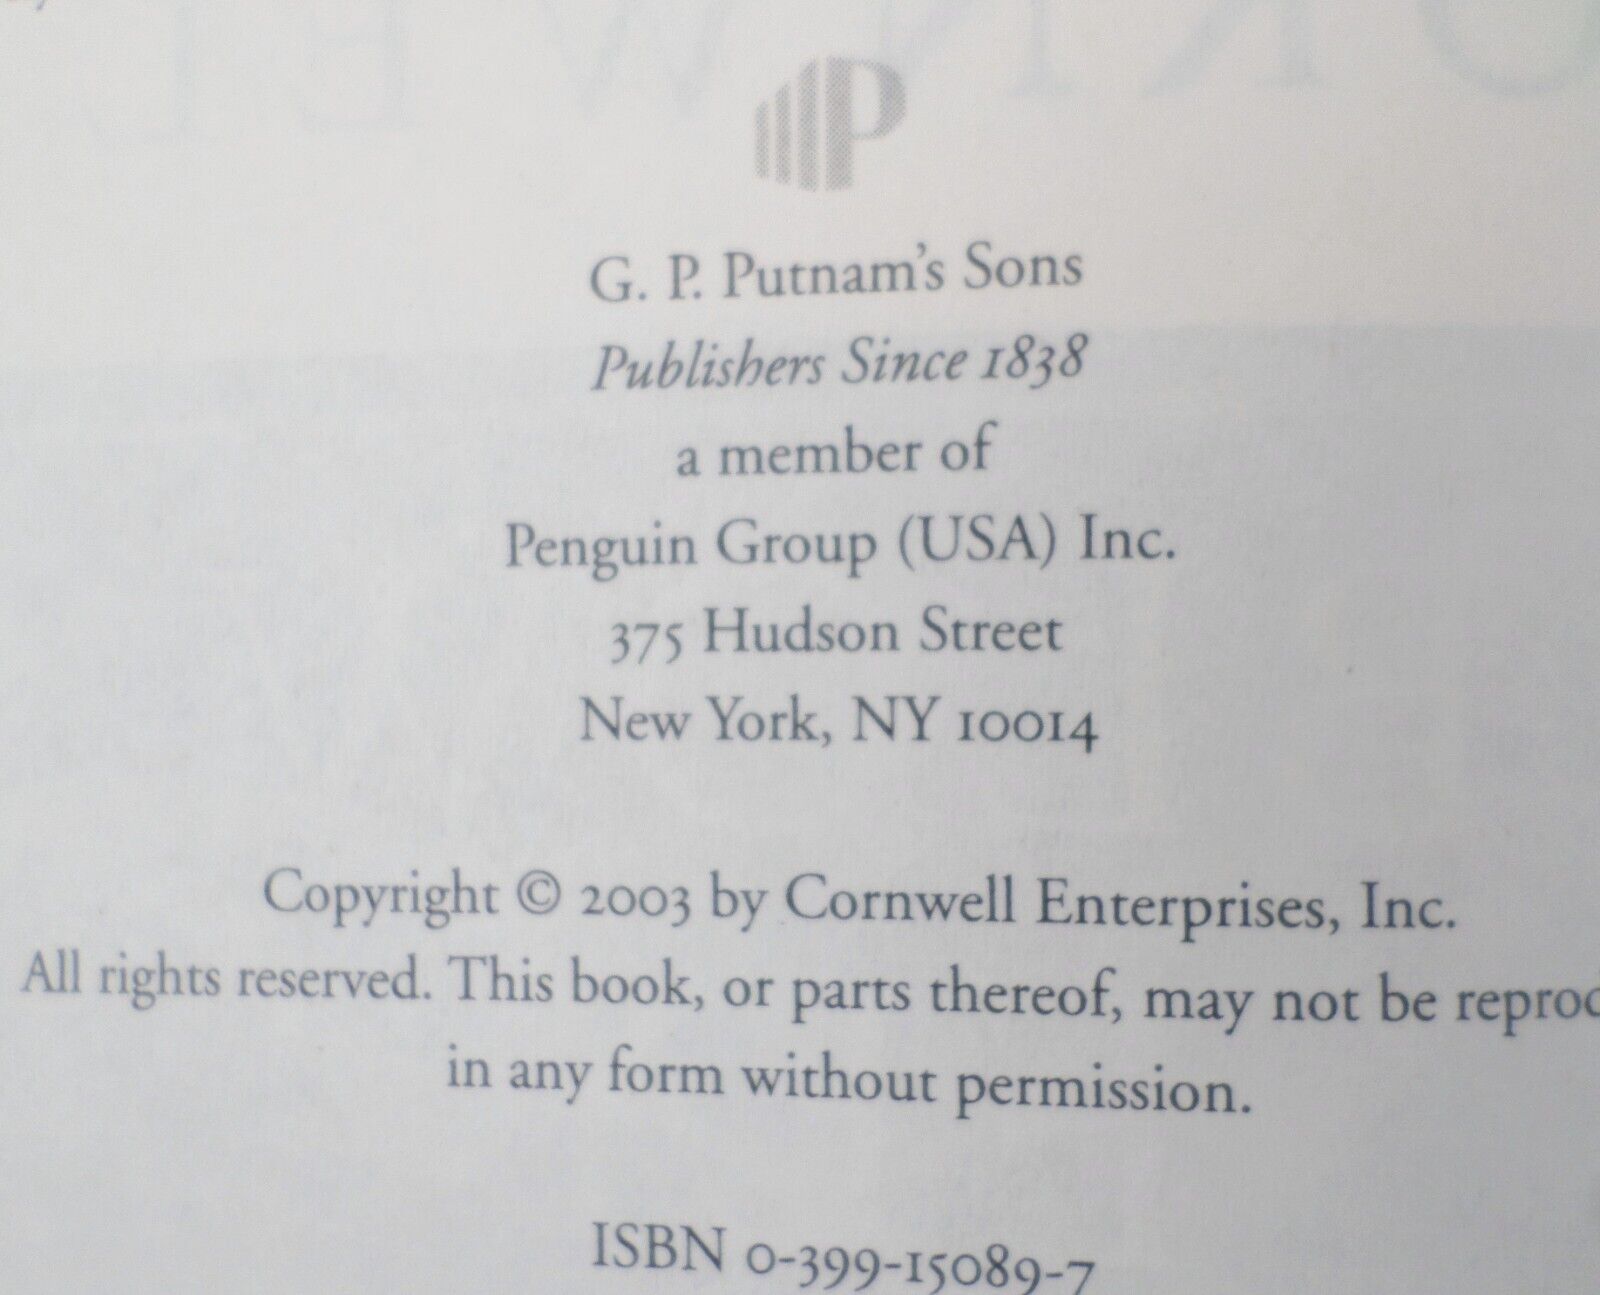 P
G. P. Putnam's Sons
Publishers Since 1838
a member of
Penguin Group (USA) Inc.
375 Hudson Street
New York, NY 10014
Copyright © 2003 by Cornwell Enterprises, Inc.
All rights reserved. This book, or parts thereof, may not be reproc
in any form without permission.
ISBN 0-399-15089-7